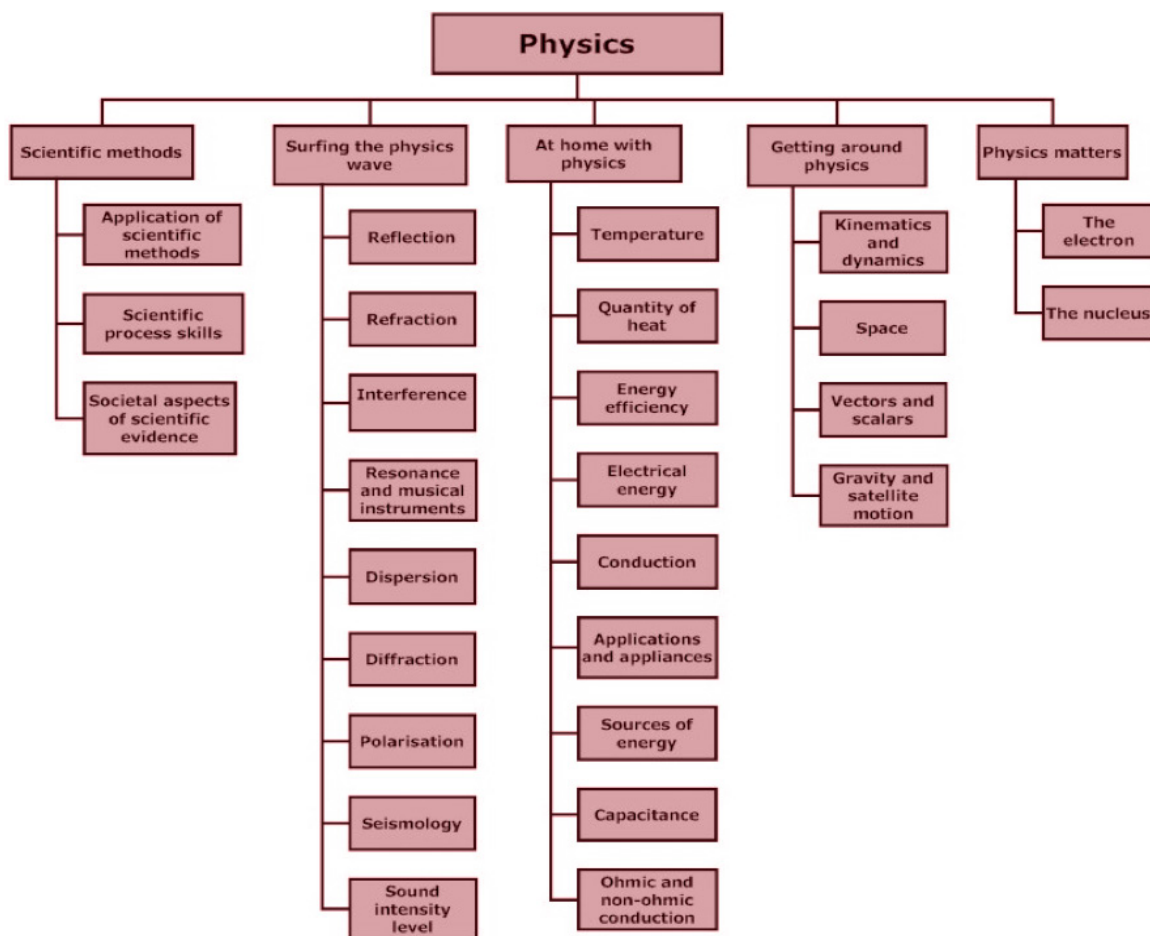 Physics
Scientific methods
Application of
scientific
methods
Scientific
process skills
Societal aspects
of scientific
evidence
Surfing the physics
wave
Reflection
Refraction
Interference
Resonance
and musical
instruments
Dispersion
Diffraction
Polarisation
Seismology
Sound
intensity
level
At home with
physics
Temperature
Quantity of
heat
Energy
efficiency
Electrical
energy
Conduction
Applications
and appliances
Sources of
energy
Capacitance
Ohmic and
non-ohmic
conduction
Getting around
physics
Kinematics
and
dynamics
Space
Vectors and
scalars
Gravity and
satellite
motion
Physics matters
The
electron
The nucleus